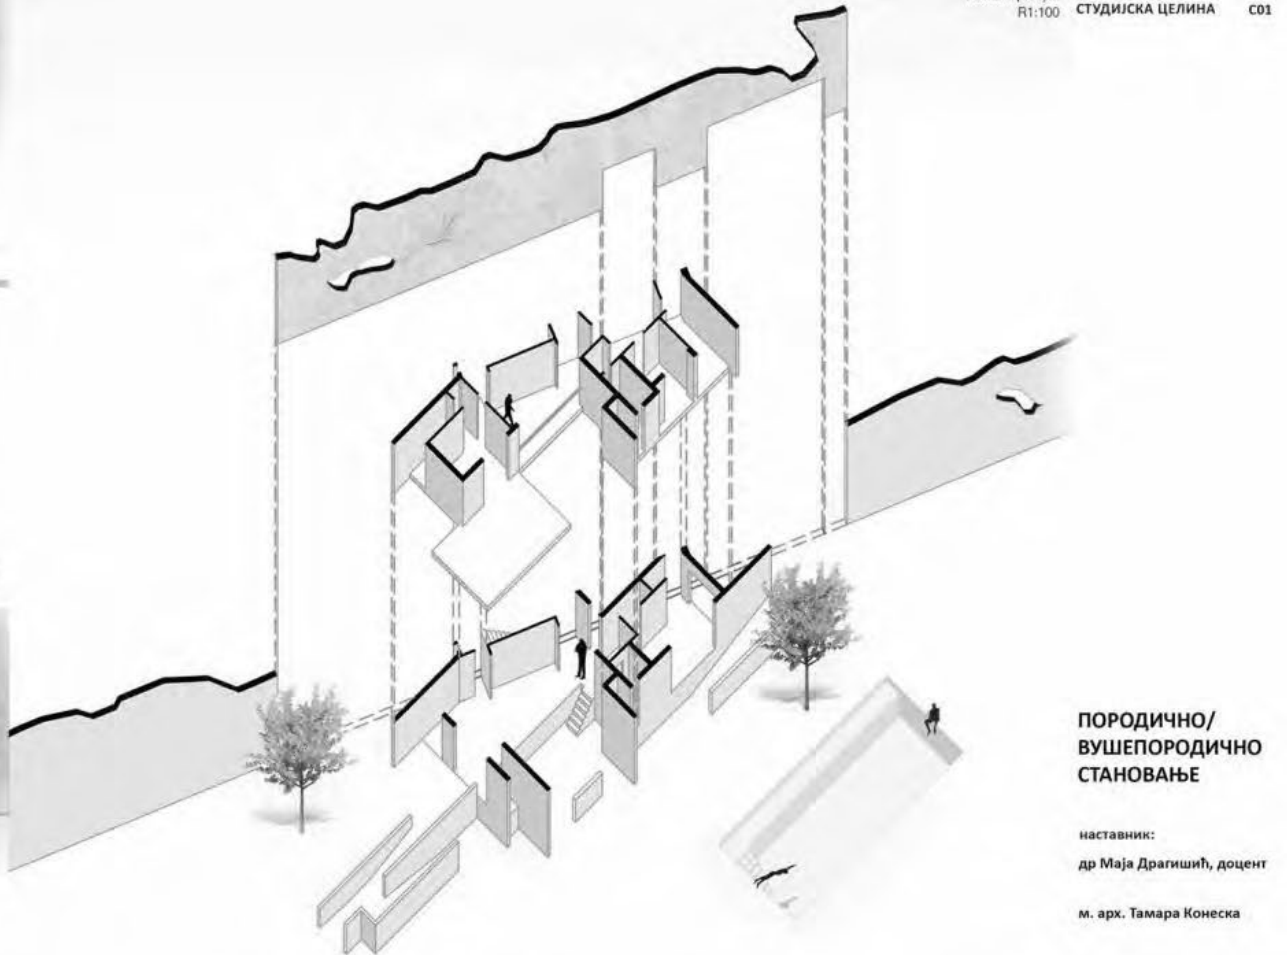 R1:100 СТУДИЈСКА ЦЕЛИНА C01
ПОРОДИЧНО/
ВУШЕПОРОДИЧНО
СТАНОВАЊЕ
наставник:
др Маја Драгишић, доцент
м. арх. Тамара Конеска